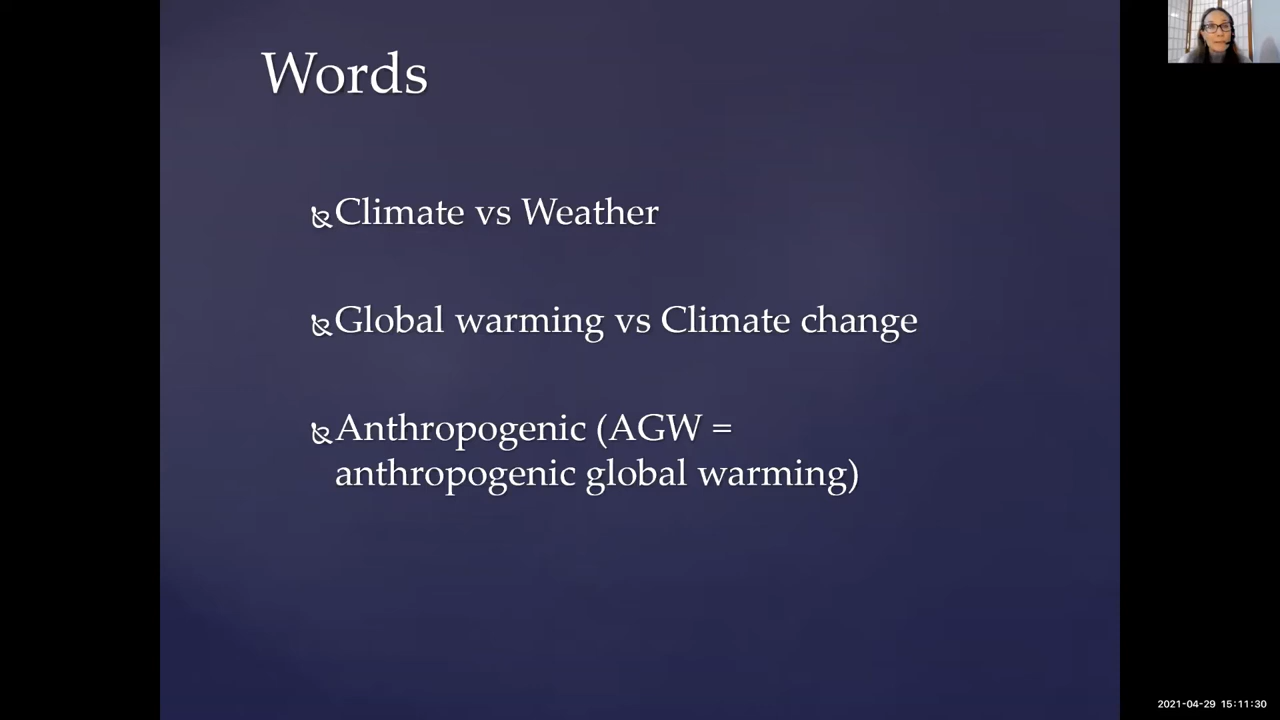 Words
Climate vs Weather
Global warming vs Climate change
Anthropogenic (AGW =
anthropogenic global warming)
2021-04-29 15:11:30